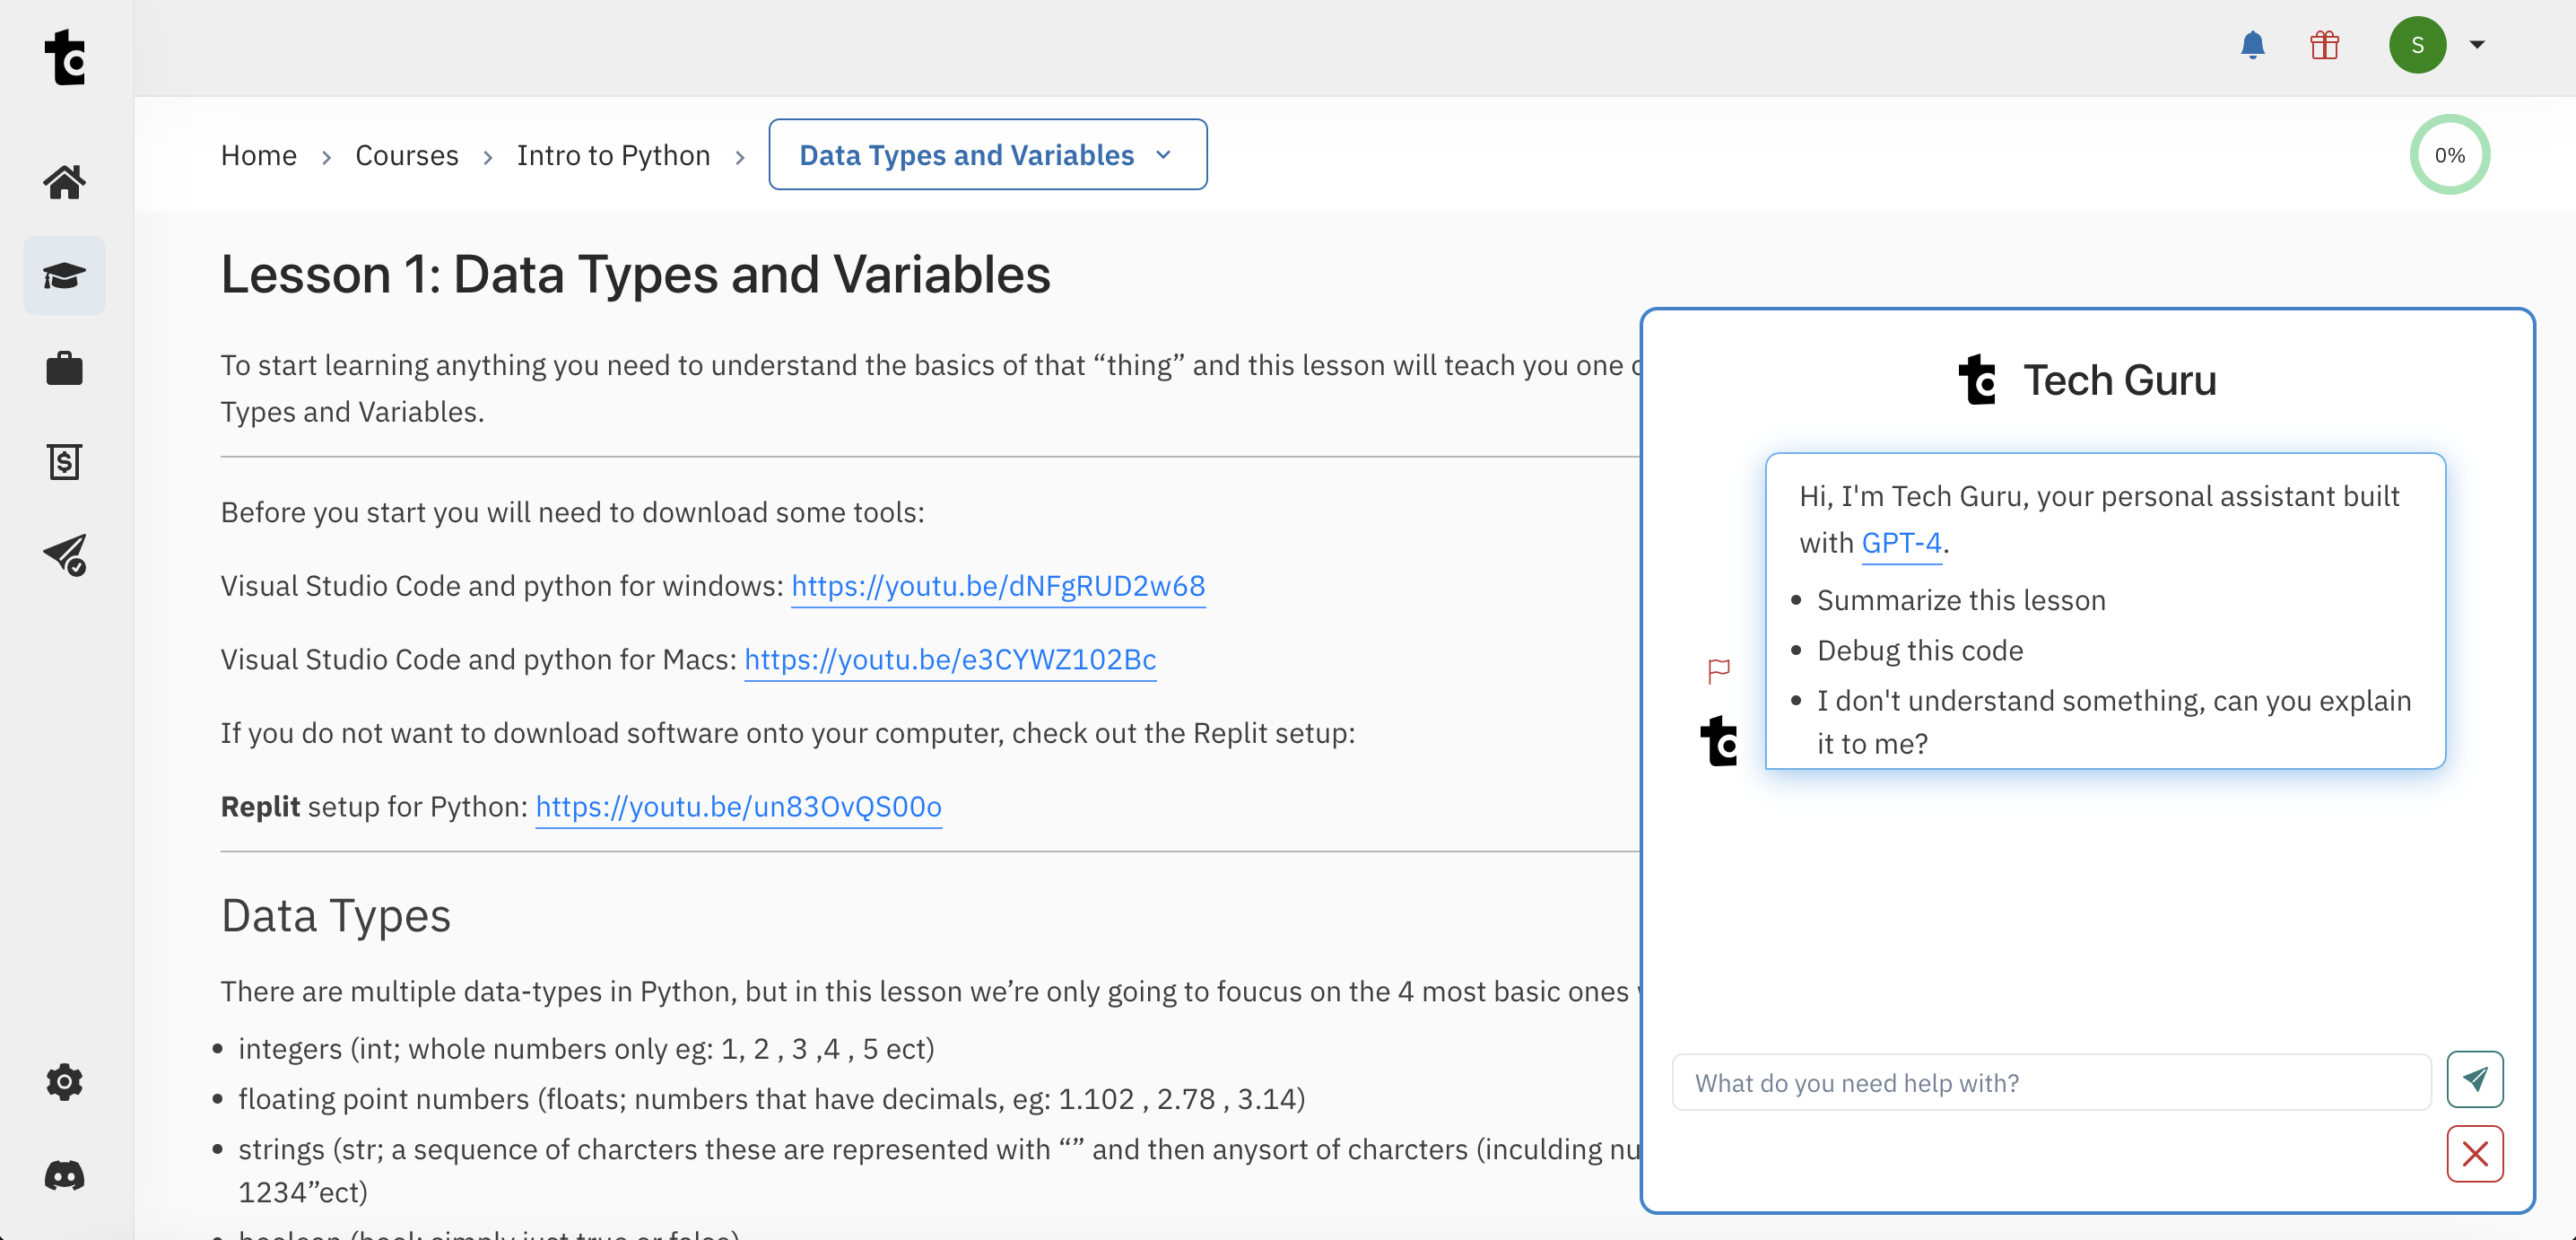 S
Home > Courses > Intro to Python > Data Types and Variables
0%
Lesson 1: Data Types and Variables
To start learning anything you need to understand the basics of that “thing” and this lesson will teach you one
Types and Variables.
Before you start you will need to download some tools:
Visual Studio Code and python for windows: https://youtu.be/dNFgRUD2w68
Visual Studio Code and python for Macs: https://youtu.be/e3CYWZ102Bc
If you do not want to download software onto your computer, check out the Replit setup:
Replit setup for Python: https://youtu.be/un83OvQS00o
Data Types
There are multiple data-types in Python, but in this lesson we’re only going to foucus on the 4 most basic ones
• integers (int; whole numbers only eg: 1, 2 , 3 ,4 , 5 ect)
• floating point numbers (floats; numbers that have decimals, eg: 1.102 , 2.78 , 3.14)
• strings (str; a sequence of charcters these are represented with “” and then anysort of charcters (inculding nu
1234”ect)
• boolean (bool; simply just true or false)
tc Tech Guru
Hi, I'm Tech Guru, your personal assistant built
with GPT-4.
• Summarize this lesson
• Debug this code
• I don't understand something, can you explain
it to me?
What do you need help with?